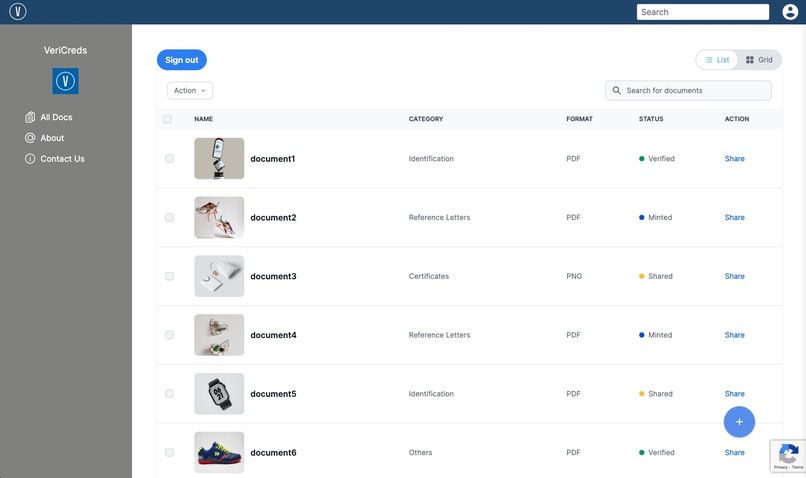 V
Search
VeriCreds
V
All Docs
About
Contact Us
Sign out
List
Grid
Action
Search for documents
NAME CATEGORY FORMAT STATUS ACTION
document1 Identification PDF Verified Share
document2 Reference Letters PDF Minted Share
document3 Certificates PNG Shared Share
document4 Reference Letters PDF Minted Share
document5 Identification PDF Shared Share
+
document6 Others PDF Verified Share
Privacy - Terms